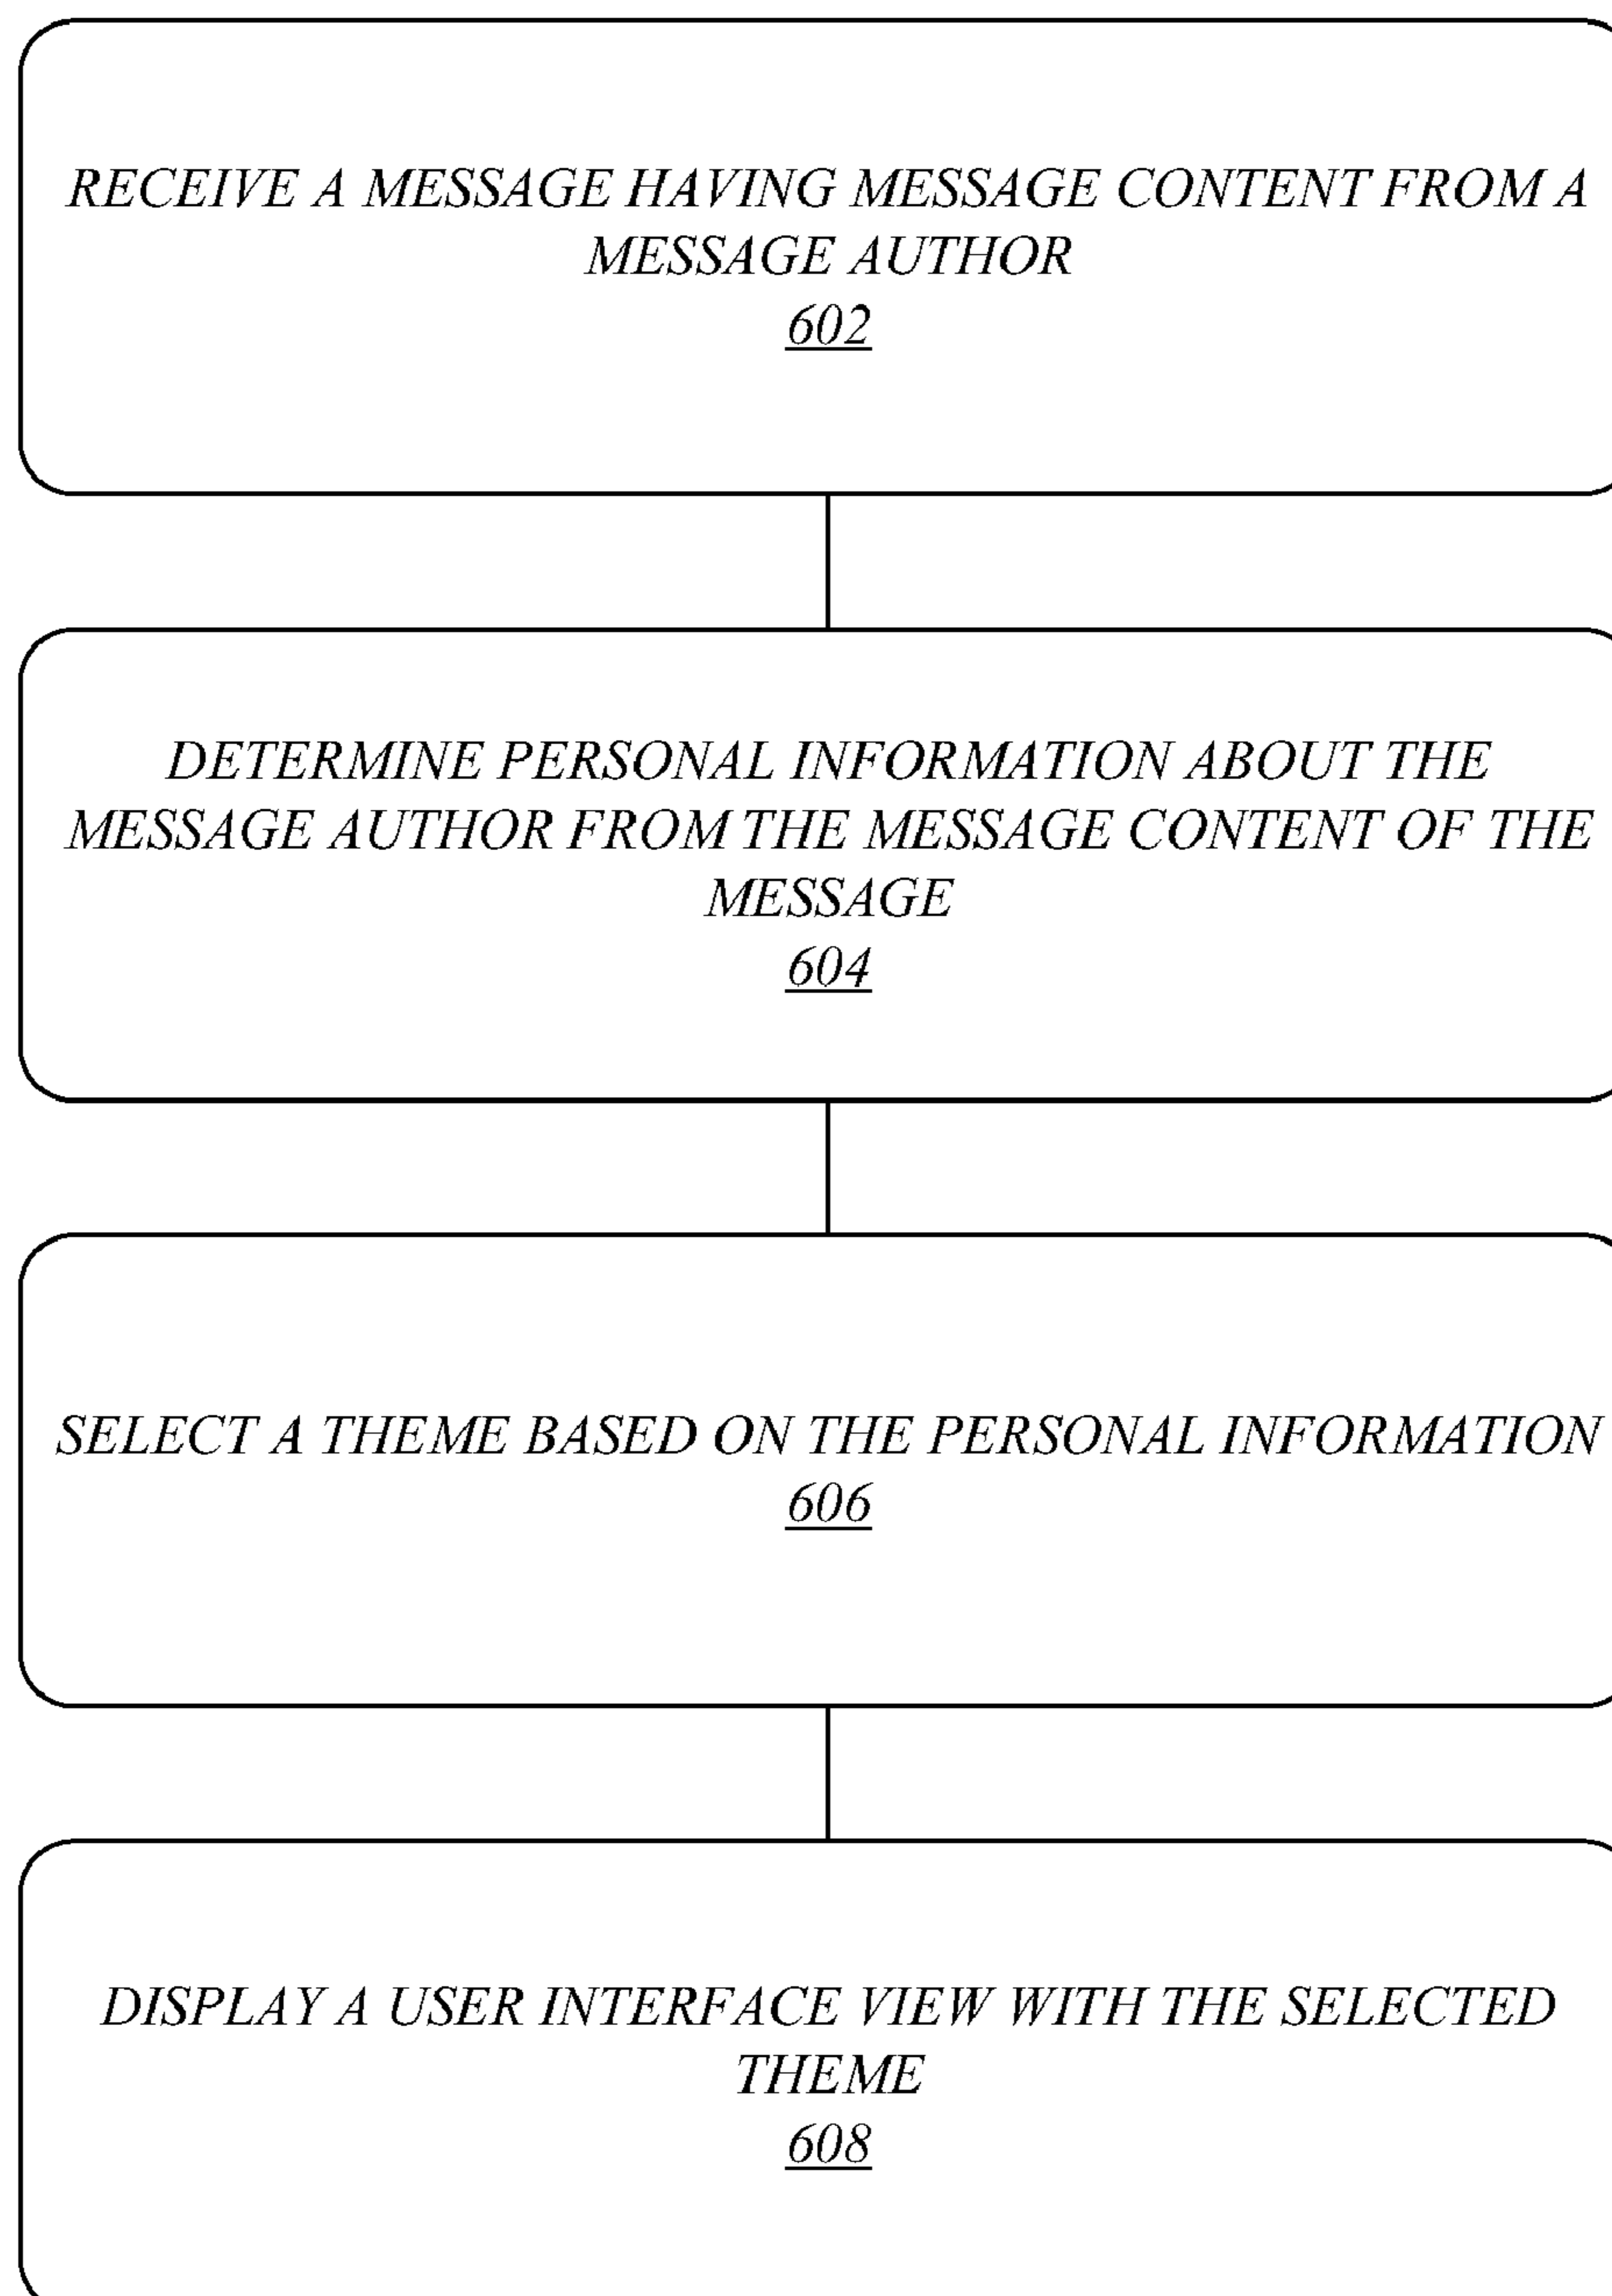 RECEIVE A MESSAGE HAVING MESSAGE CONTENT FROM A
MESSAGE AUTHOR
602
DETERMINE PERSONAL INFORMATION ABOUT THE
MESSAGE AUTHOR FROM THE MESSAGE CONTENT OF THE
MESSAGE
604
SELECT A THEME BASED ON THE PERSONAL INFORMATION
606
DISPLAY A USER INTERFACE VIEW WITH THE SELECTED
THEME
608